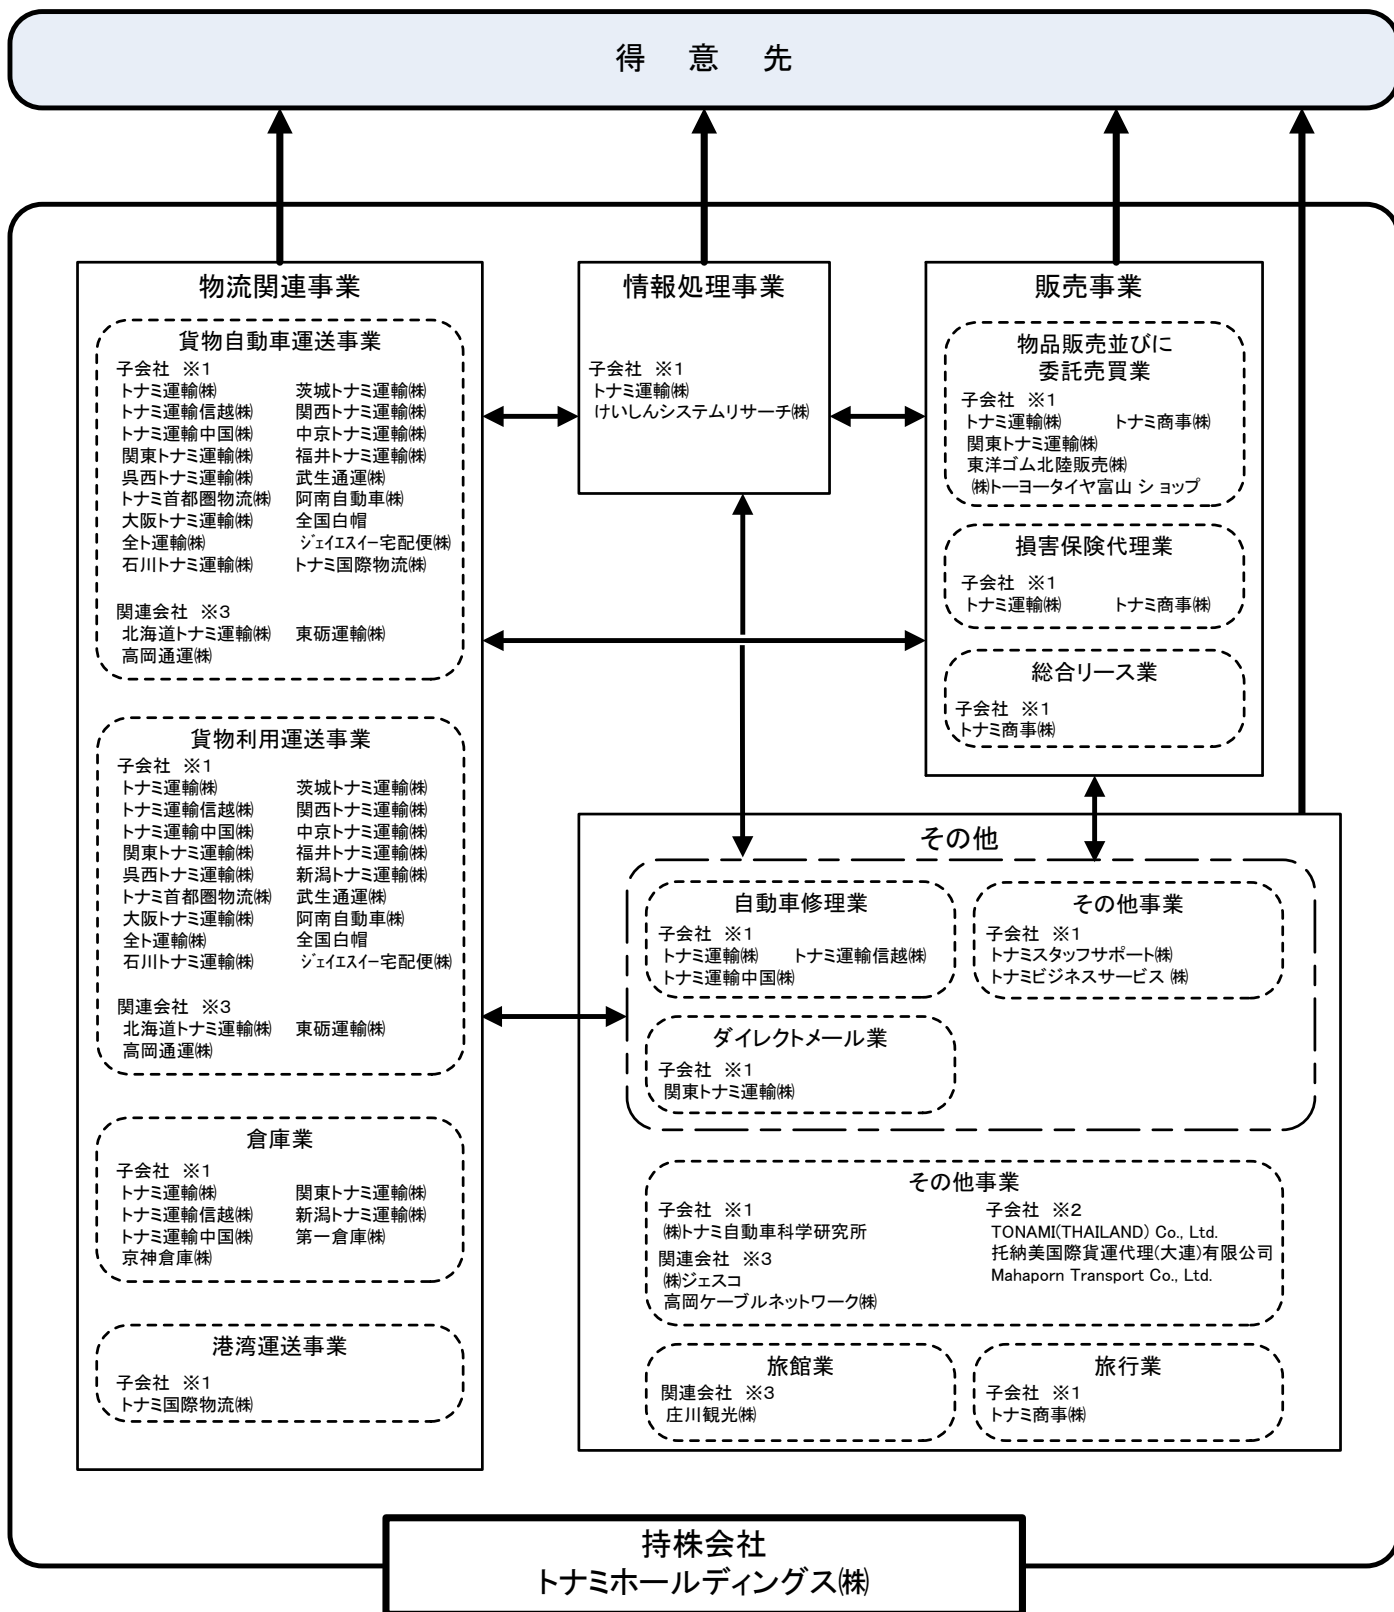 得 意 先
物流関連事業
貨物自動車運送事業
子会社 ※1
トナミ運輸㈱ 茨城トナミ運輸㈱
トナミ運輸信越㈱ 関西トナミ運輸㈱
トナミ運輸中国㈱ 中京トナミ運輸㈱
関東トナミ運輸㈱ 福井トナミ運輸㈱
呉西トナミ運輸㈱ 武生通運㈱
トナミ首都圏物流㈱ 阿南自動車㈱
大阪トナミ運輸㈱ 全国白帽
全ト運輸㈱ ジェイエスイー宅配便㈱
石川トナミ運輸㈱ トナミ国際物流㈱
関連会社 ※3
北海道トナミ運輸㈱ 東砺運輸㈱
高岡通運㈱
貨物利用運送事業
子会社 ※1
トナミ運輸㈱ 茨城トナミ運輸㈱
トナミ運輸信越㈱ 関西トナミ運輸㈱
トナミ運輸中国㈱ 中京トナミ運輸㈱
関東トナミ運輸㈱ 福井トナミ運輸㈱
呉西トナミ運輸㈱ 新潟トナミ運輸㈱
トナミ首都圏物流㈱ 武生通運㈱
大阪トナミ運輸㈱ 阿南自動車㈱
全ト運輸㈱ 全国白帽
石川トナミ運輸㈱ ジェイエスイー宅配便㈱
関連会社 ※3
北海道トナミ運輸㈱ 東砺運輸㈱
高岡通運㈱
倉庫業
子会社 ※1
トナミ運輸㈱ 関東トナミ運輸㈱
トナミ運輸信越㈱ 新潟トナミ運輸㈱
トナミ運輸中国㈱ 第一倉庫㈱
京神倉庫㈱
港湾運送事業
子会社 ※1
トナミ国際物流㈱
情報処理事業
子会社 ※1
トナミ運輸㈱
けいしんシステムリサーチ㈱
販売事業
物品販売並びに
委託売買業
子会社 ※1
トナミ運輸㈱ トナミ商事㈱
関東トナミ運輸㈱
東洋ゴム北陸販売㈱
㈱トーヨータイヤ富山 ショップ
損害保険代理業
子会社 ※1
トナミ運輸㈱ トナミ商事㈱
総合リース業
子会社 ※1
トナミ商事㈱
その他
自動車修理業
子会社 ※1
トナミ運輸㈱ トナミ運輸信越㈱
トナミ運輸中国㈱
その他事業
子会社 ※1
トナミスタッフサポート㈱
トナミビジネスサービス ㈱
ダイレクトメール業
子会社 ※1
関東トナミ運輸㈱
その他事業
子会社 ※1
㈱トナミ自動車科学研究所
関連会社 ※3
㈱ジェスコ
高岡ケーブルネットワーク㈱
子会社 ※2
TONAMI(THAILAND) Co., Ltd.
托納美国際貨運代理(大連)有限公司
Mahaporn Transport Co., Ltd.
旅館業
関連会社 ※3
庄川観光㈱
旅行業
子会社 ※1
トナミ商事㈱
持株会社
トナミホールディングス㈱